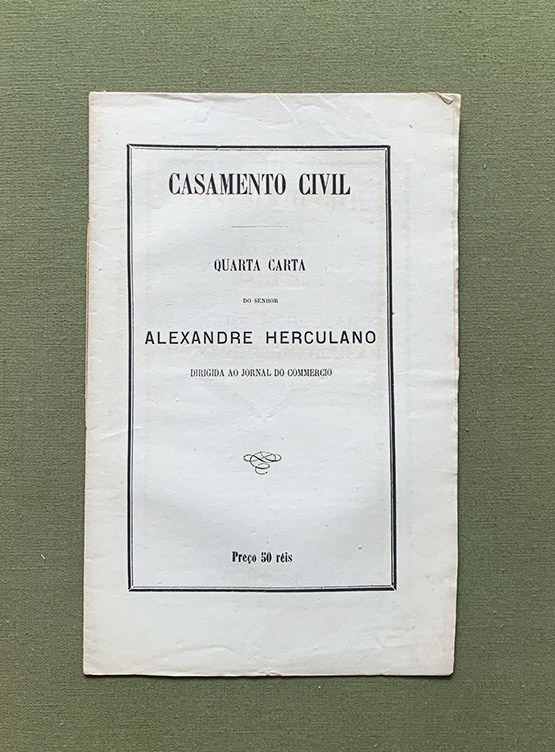 CASAMENTO CIVIL
QUARTA CARTA
DO SENHOR
ALEXANDRE HERCULANO
DIRIGIDA AO JORNAL DO COMMERCIO
Preço 50 réis